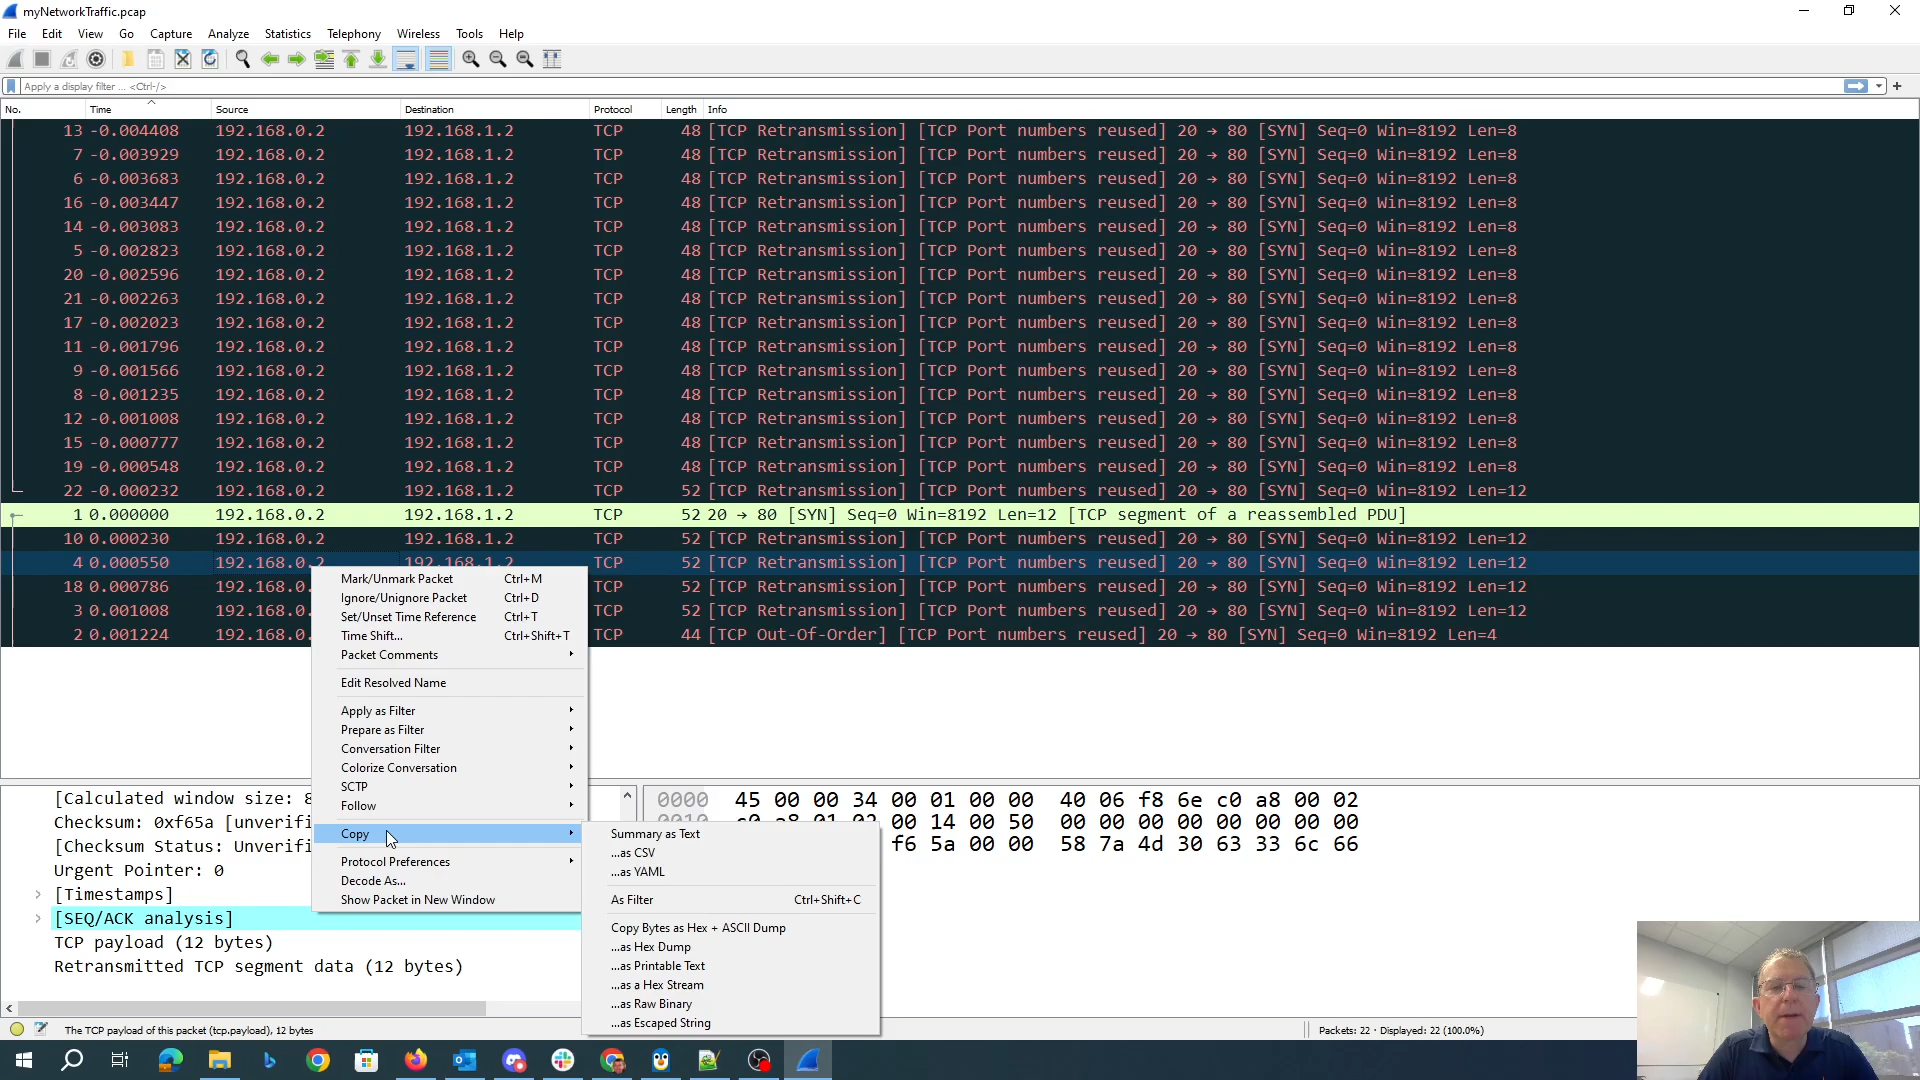 myNetworkTraffic.pcap
File Edit View Go Capture Analyze Statistics Telephony Wireless Tools Help
Apply a display filter ... <Ctrl-/>
No. Time Source Destination Protocol Length Info
13 -0.004408 192.168.0.2 192.168.1.2 TCP 48 [TCP Retransmission] [TCP Port numbers reused] 20 → 80 [SYN] Seq=0 Win=8192 Len=8
7 -0.003929 192.168.0.2 192.168.1.2 TCP 48 [TCP Retransmission] [TCP Port numbers reused] 20 → 80 [SYN] Seq=0 Win=8192 Len=8
6 -0.003683 192.168.0.2 192.168.1.2 TCP 48 [TCP Retransmission] [TCP Port numbers reused] 20 → 80 [SYN] Seq=0 Win=8192 Len=8
16 -0.003447 192.168.0.2 192.168.1.2 TCP 48 [TCP Retransmission] [TCP Port numbers reused] 20 → 80 [SYN] Seq=0 Win=8192 Len=8
14 -0.003083 192.168.0.2 192.168.1.2 TCP 48 [TCP Retransmission] [TCP Port numbers reused] 20 → 80 [SYN] Seq=0 Win=8192 Len=8
5 -0.002823 192.168.0.2 192.168.1.2 TCP 48 [TCP Retransmission] [TCP Port numbers reused] 20 → 80 [SYN] Seq=0 Win=8192 Len=8
20 -0.002596 192.168.0.2 192.168.1.2 TCP 48 [TCP Retransmission] [TCP Port numbers reused] 20 → 80 [SYN] Seq=0 Win=8192 Len=8
21 -0.002263 192.168.0.2 192.168.1.2 TCP 48 [TCP Retransmission] [TCP Port numbers reused] 20 → 80 [SYN] Seq=0 Win=8192 Len=8
17 -0.002023 192.168.0.2 192.168.1.2 TCP 48 [TCP Retransmission] [TCP Port numbers reused] 20 → 80 [SYN] Seq=0 Win=8192 Len=8
11 -0.001796 192.168.0.2 192.168.1.2 TCP 48 [TCP Retransmission] [TCP Port numbers reused] 20 → 80 [SYN] Seq=0 Win=8192 Len=8
9 -0.001566 192.168.0.2 192.168.1.2 TCP 48 [TCP Retransmission] [TCP Port numbers reused] 20 → 80 [SYN] Seq=0 Win=8192 Len=8
8 -0.001235 192.168.0.2 192.168.1.2 TCP 48 [TCP Retransmission] [TCP Port numbers reused] 20 → 80 [SYN] Seq=0 Win=8192 Len=8
12 -0.001008 192.168.0.2 192.168.1.2 TCP 48 [TCP Retransmission] [TCP Port numbers reused] 20 → 80 [SYN] Seq=0 Win=8192 Len=8
15 -0.000777 192.168.0.2 192.168.1.2 TCP 48 [TCP Retransmission] [TCP Port numbers reused] 20 → 80 [SYN] Seq=0 Win=8192 Len=8
19 -0.000548 192.168.0.2 192.168.1.2 TCP 48 [TCP Retransmission] [TCP Port numbers reused] 20 → 80 [SYN] Seq=0 Win=8192 Len=8
22 -0.000232 192.168.0.2 192.168.1.2 TCP 52 [TCP Retransmission] [TCP Port numbers reused] 20 → 80 [SYN] Seq=0 Win=8192 Len=12
1 0.000000 192.168.0.2 192.168.1.2 TCP 52 20 → 80 [SYN] Seq=0 Win=8192 Len=12 [TCP segment of a reassembled PDU]
10 0.000230 192.168.0.2 192.168.1.2 TCP 52 [TCP Retransmission] [TCP Port numbers reused] 20 → 80 [SYN] Seq=0 Win=8192 Len=12
4 0.000550 192.168.0.2 192.168.1.2 TCP 52 [TCP Retransmission] [TCP Port numbers reused] 20 → 80 [SYN] Seq=0 Win=8192 Len=12
18 0.000786 192.168.0. TCP 52 [TCP Retransmission] [TCP Port numbers reused] 20 → 80 [SYN] Seq=0 Win=8192 Len=12
3 0.001008 192.168.0. TCP 52 [TCP Retransmission] [TCP Port numbers reused] 20 → 80 [SYN] Seq=0 Win=8192 Len=12
2 0.001224 192.168.0. TCP 44 [TCP Out-Of-Order] [TCP Port numbers reused] 20 → 80 [SYN] Seq=0 Win=8192 Len=4
Mark/Unmark Packet Ctrl+M
Ignore/Unignore Packet Ctrl+D
Set/Unset Time Reference Ctrl+T
Time Shift... Ctrl+Shift+T
Packet Comments
Edit Resolved Name
Apply as Filter
Prepare as Filter
Conversation Filter
Colorize Conversation
SCTP
Follow
Copy
Protocol Preferences
Decode As...
Show Packet in New Window
Summary as Text
...as CSV
...as YAML
As Filter Ctrl+Shift+C
Copy Bytes as Hex + ASCII Dump
...as Hex Dump
...as Printable Text
...as a Hex Stream
...as Raw Binary
...as Escaped String
[Calculated window size: 8
Checksum: 0xf65a [unverifi
[Checksum Status: Unverifi
Urgent Pointer: 0
[Timestamps]
[SEQ/ACK analysis]
TCP payload (12 bytes)
Retransmitted TCP segment data (12 bytes)
0000 45 00 00 34 00 01 00 00 40 06 f8 6e c0 a8 00 02
0010 c0 a8 01 02 00 14 00 50 00 00 00 00 00 00 00 00
f6 5a 00 00 58 7a 4d 30 63 33 6c 66
The TCP payload of this packet (tcp.payload), 12 bytes
Packets: 22 · Displayed: 22 (100.0%)